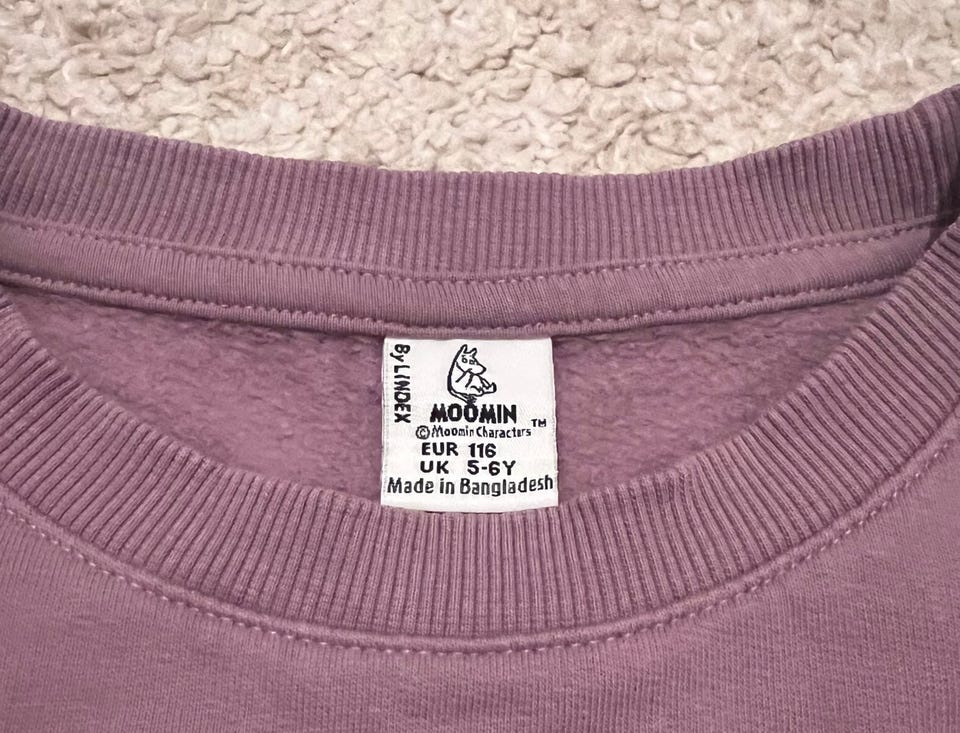 By LINDEX
MOOMIN ™
© Moomin Characters
EUR 116
UK 5-6Y
Made in Bangladesh